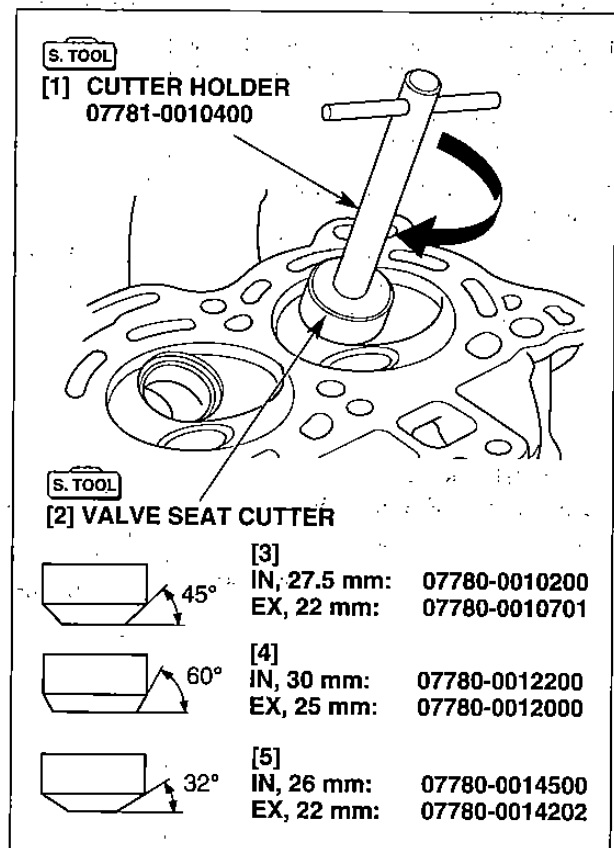 S. TOOL
[1] CUTTER HOLDER
07781-0010400
S. TOOL
[2] VALVE SEAT CUTTER
45°
[3]
IN, 27.5 mm: 07780-0010200
EX, 22 mm: 07780-0010701
60°
[4]
IN, 30 mm: 07780-0012200
EX, 25 mm: 07780-0012000
32°
[5]
IN, 26 mm: 07780-0014500
EX, 22 mm: 07780-0014202